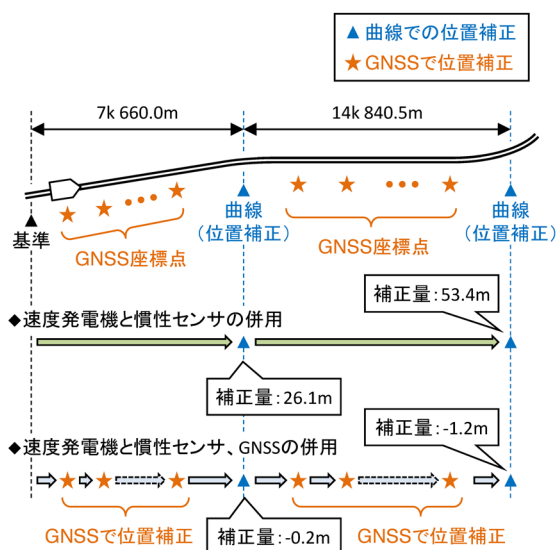 ▲ 曲線での位置補正
★ GNSSで位置補正
7k 660.0m
14k 840.5m
基準
GNSS座標点
曲線
(位置補正)
GNSS座標点
曲線
(位置補正)
補正量:53.4m
◆速度発電機と慣性センサの併用
補正量:26.1m
補正量:-1.2m
◆速度発電機と慣性センサ、GNSSの併用
GNSSで位置補正
補正量:-0.2m
GNSSで位置補正